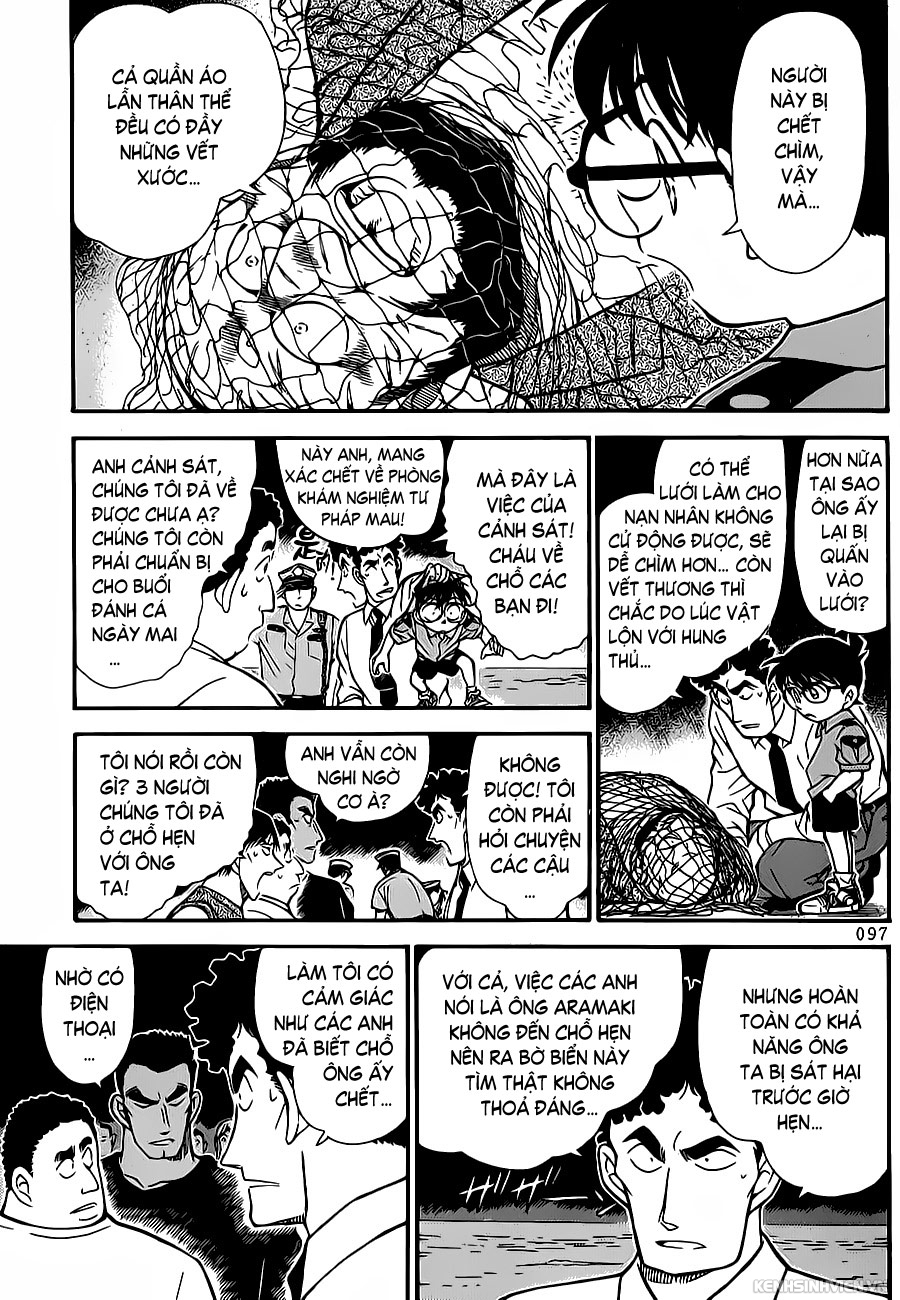 NGƯỜI
NÀY BỊ
CHẾT
CHÌM,
VẬY
MÀ...
CẢ QUẦN ÁO
LẪN THÂN THỂ
ĐỀU CÓ ĐẦY
NHỮNG VẾT
XƯỚC...
HƠN NỮA
TẠI SAO
ÔNG ẤY
LẠI BỊ
QUẤN
VÀO
LƯỚI?
CÓ THỂ
LƯỚI LÀM CHO
NẠN NHÂN KHÔNG
CỬ ĐỘNG ĐƯỢC, SẼ
DỄ CHÌM HƠN... CÒN
VẾT THƯƠNG THÌ
CHẮC DO LÚC VẬT
LỘN VỚI HUNG
THỦ...
MÀ ĐÂY LÀ
VIỆC CỦA
CẢNH SÁT!
CHÁU VỀ
CHỖ CÁC
BẠN ĐI!
NÀY ANH, MANG
XÁC CHẾT VỀ PHÒNG
KHÁM NGHIỆM TƯ
PHÁP MAU!
ANH CẢNH SÁT,
CHÚNG TÔI ĐÃ VỀ
ĐƯỢC CHƯA Ạ?
CHÚNG TÔI CÒN
PHẢI CHUẨN BỊ
CHO BUỔI
ĐÁNH CÁ
NGÀY MAI
...
KHÔNG
ĐƯỢC! TÔI
CÒN PHẢI
HỎI CHUYỆN
CÁC CẬU
...
ANH VẪN CÒN
NGHI NGỜ
CƠ À?
TÔI NÓI RỒI CÒN
GÌ? 3 NGƯỜI
CHÚNG TÔI ĐÃ
Ở CHỖ HẸN
VỚI ÔNG
TA!
097
NHƯNG HOÀN
TOÀN CÓ KHẢ
NĂNG ÔNG
TA BỊ SÁT HẠI
TRƯỚC GIỜ
HẸN...
VỚI CẢ, VIỆC CÁC ANH
NÓI LÀ ÔNG ARAMAKI
KHÔNG ĐẾN CHỖ HẸN
NÊN RA BỜ BIỂN NÀY
TÌM THẬT KHÔNG
THOẢ ĐÁNG...
LÀM TÔI CÓ
CẢM GIÁC
NHƯ CÁC ANH
ĐÃ BIẾT CHỖ
ÔNG ẤY
CHẾT...
NHỜ CÓ
ĐIỆN
THOẠI
...
KENHSINHVIEN.VN